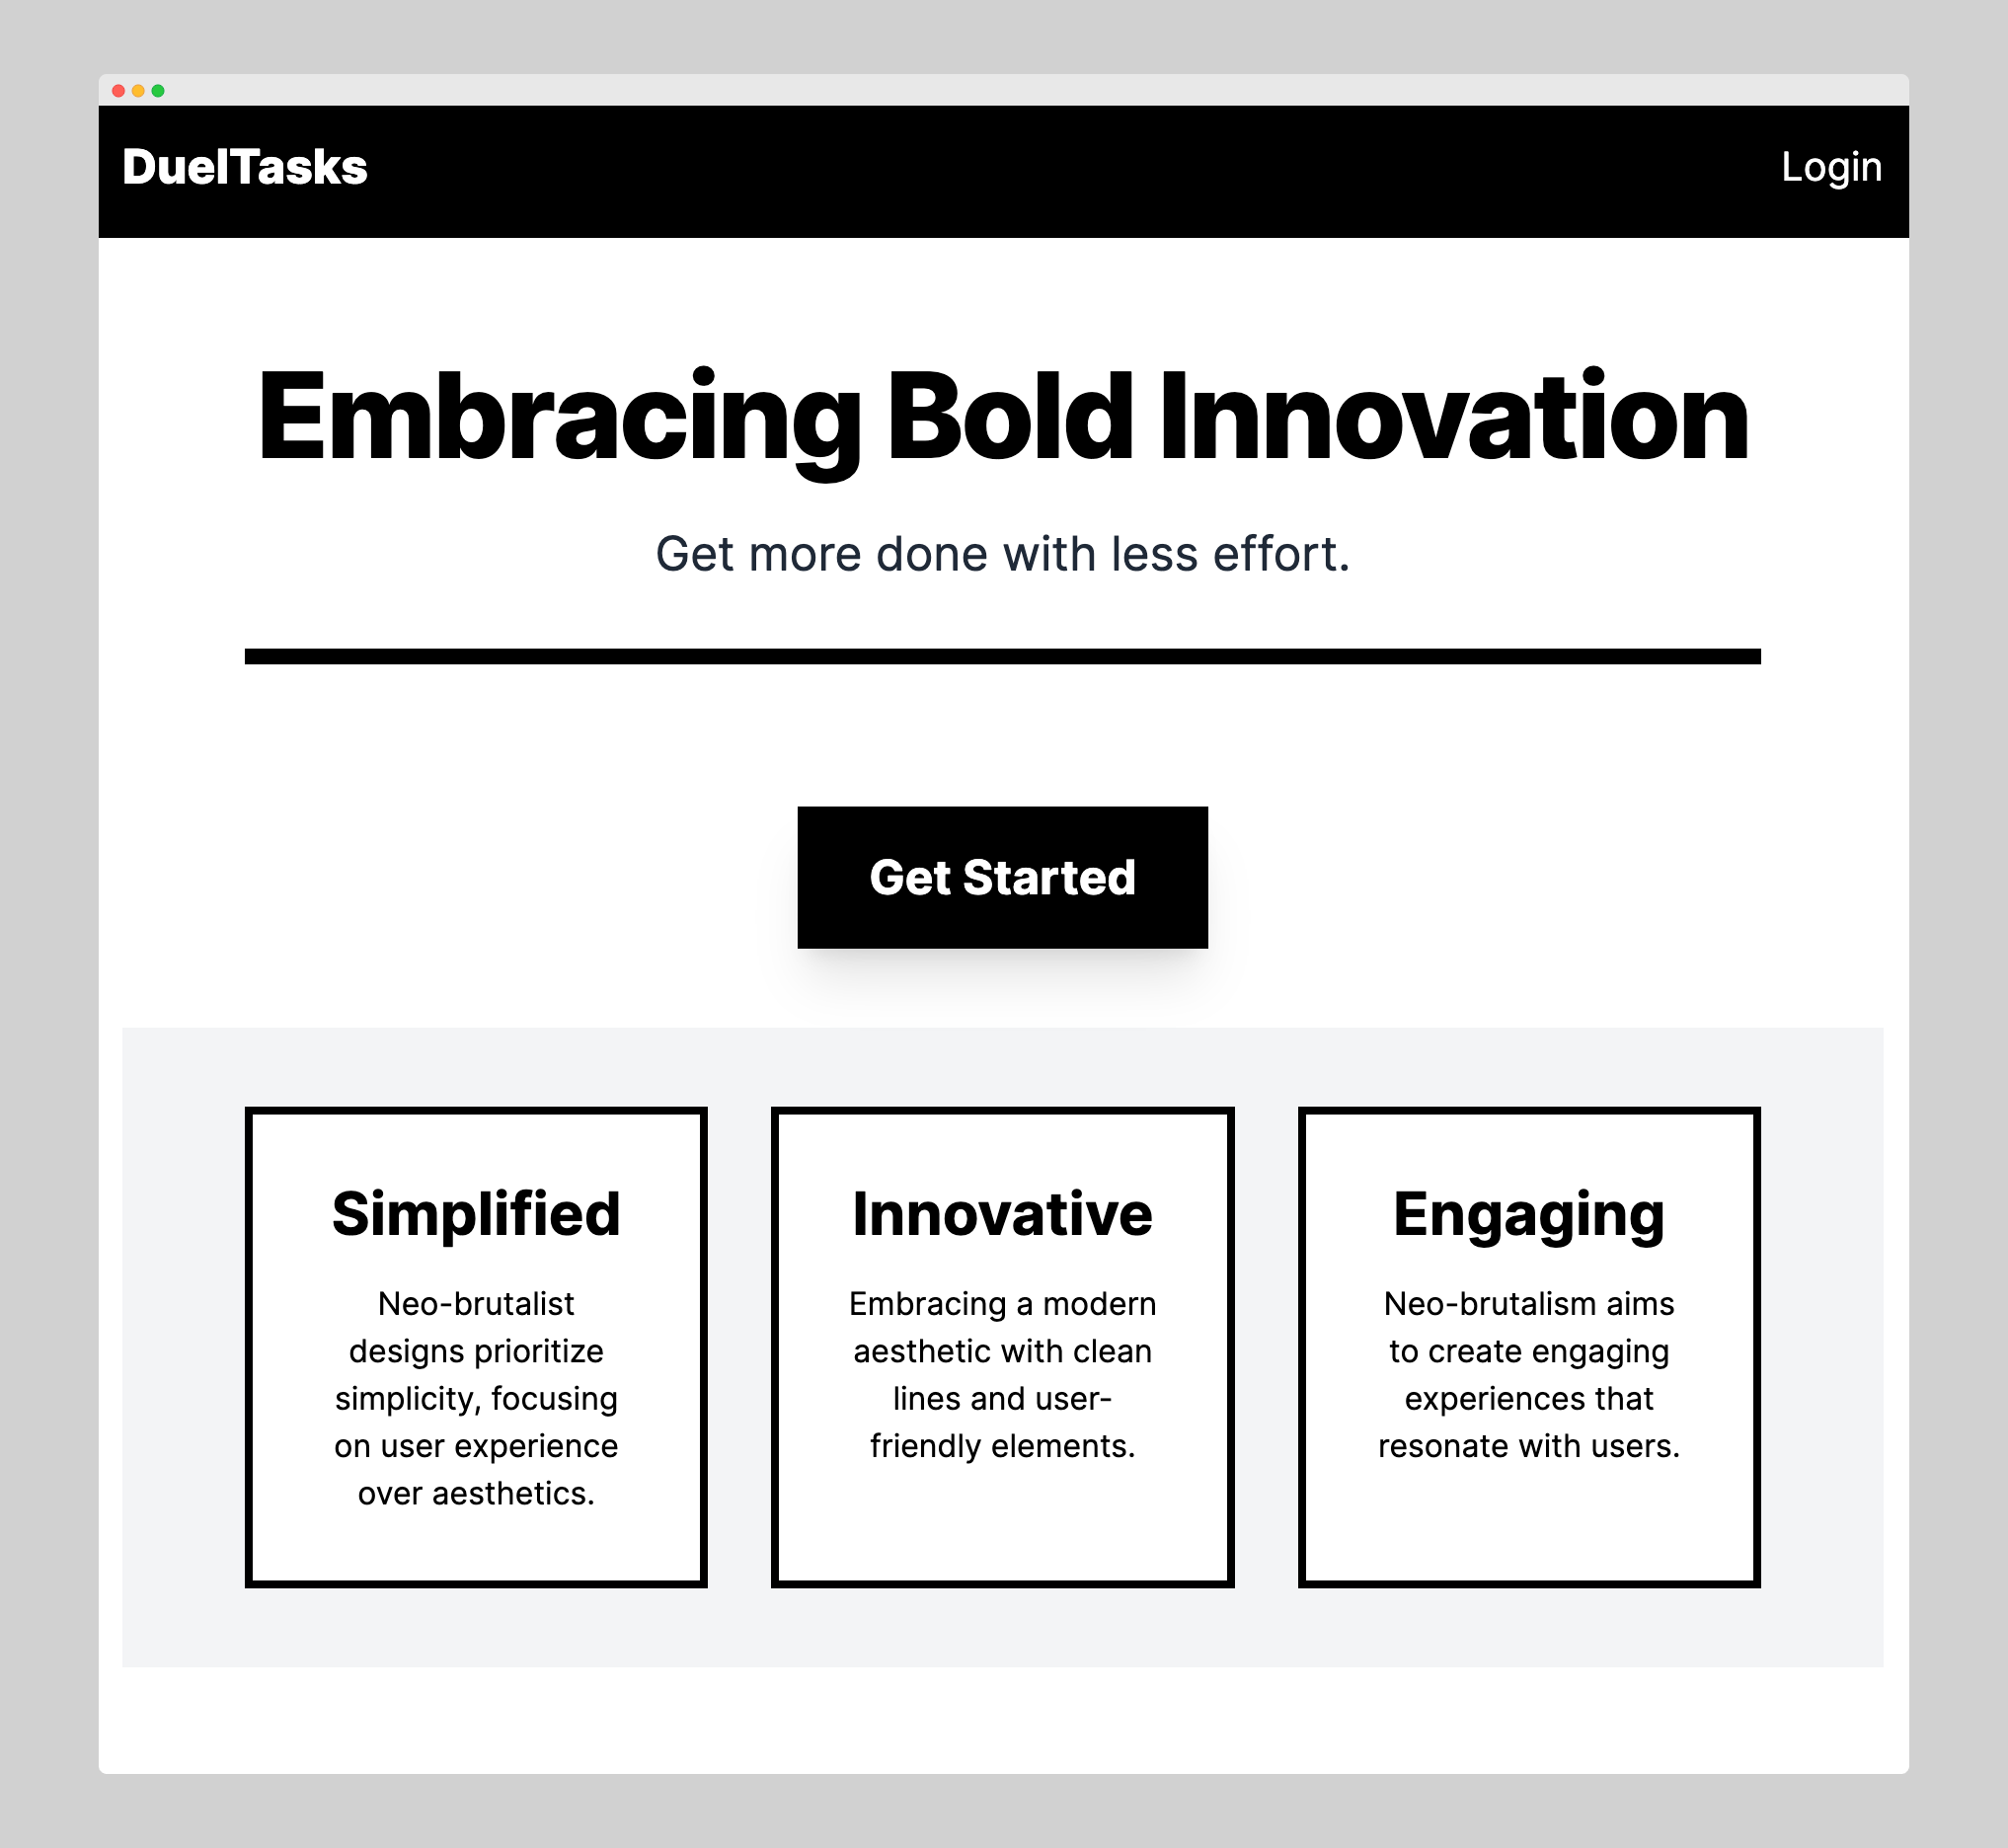 DuelTasks
Login
Embracing Bold Innovation
Get more done with less effort.
Get Started
Simplified
Neo-brutalist
designs prioritize
simplicity, focusing
on user experience
over aesthetics.
Innovative
Embracing a modern
aesthetic with clean
lines and user-
friendly elements.
Engaging
Neo-brutalism aims
to create engaging
experiences that
resonate with users.